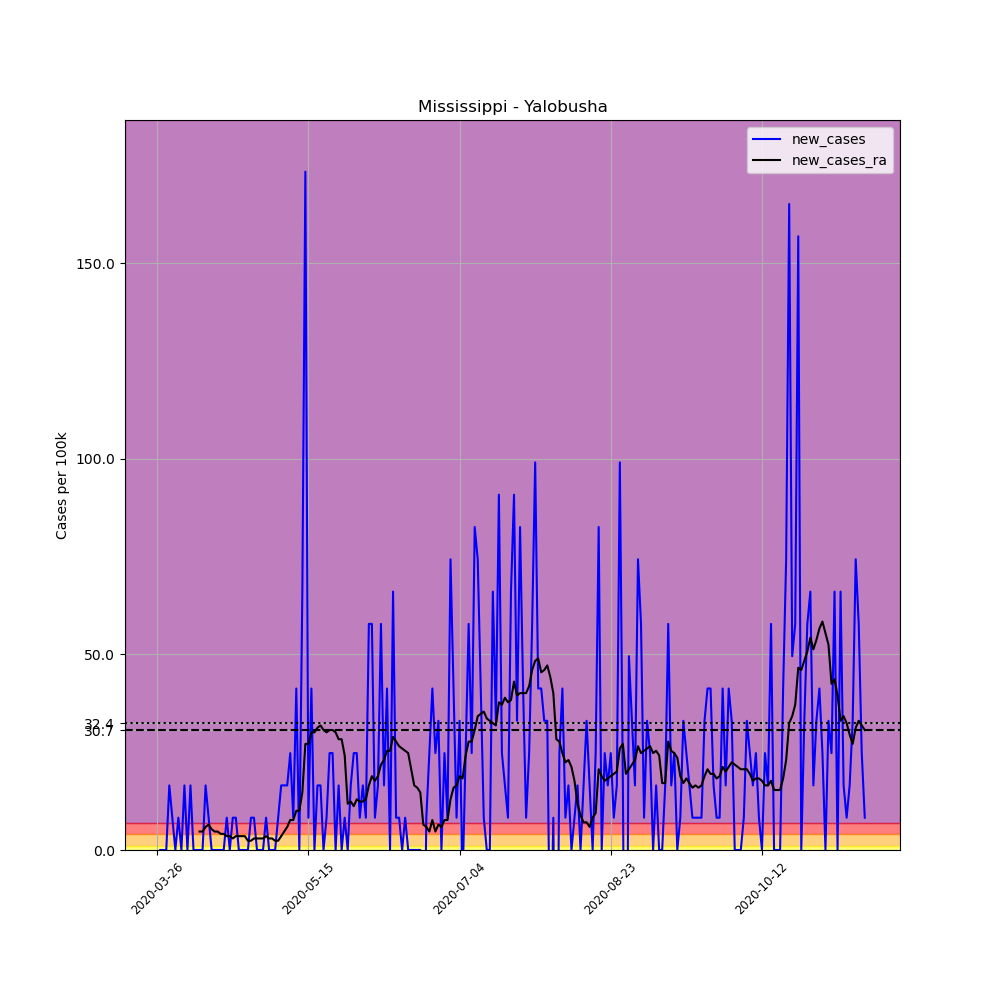 Mississippi - Yalobusha
new_cases
new_cases_ra
Cases per 100k
150.0
100.0
50.0
32.4
30.7
0.0
2020-03-26
2020-05-15
2020-07-04
2020-08-23
2020-10-12